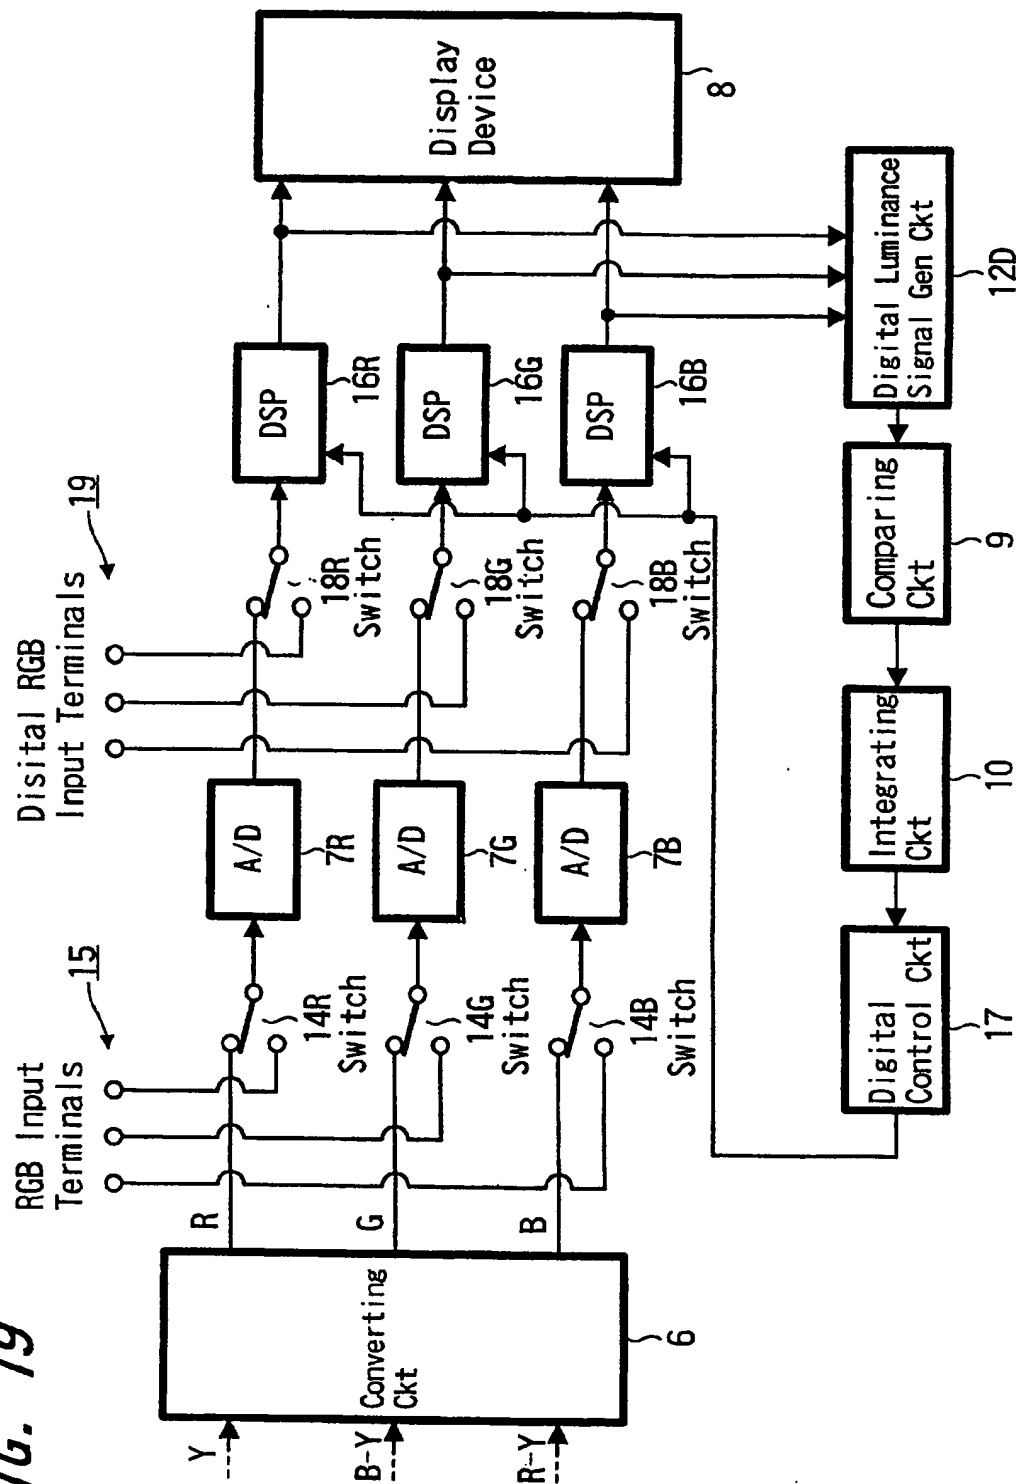 FIG. 19
Y
B-Y
R-Y
Converting
Ckt
6
R
G
B
RGB Input
Terminals
15
14R
Switch
14G
Switch
14B
Switch
A/D
7R
A/D
7G
A/D
7B
Disital RGB
Input Terminals
19
18R
Switch
18G
Switch
18B
Switch
DSP
16R
DSP
16G
DSP
16B
Display
Device
8
Digital Luminance
Signal Gen Ckt
12D
Comparing
Ckt
9
Integrating
Ckt
10
Digital
Control Ckt
17